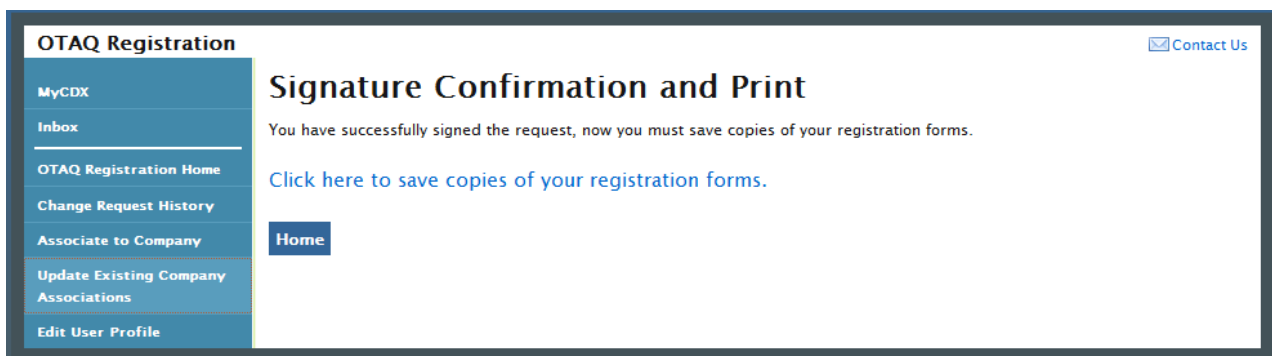 OTAQ Registration
Contact Us
MyCDX
Inbox
OTAQ Registration Home
Change Request History
Associate to Company
Update Existing Company
Associations
Edit User Profile
Signature Confirmation and Print
You have successfully signed the request, now you must save copies of your registration forms.
Click here to save copies of your registration forms.
Home